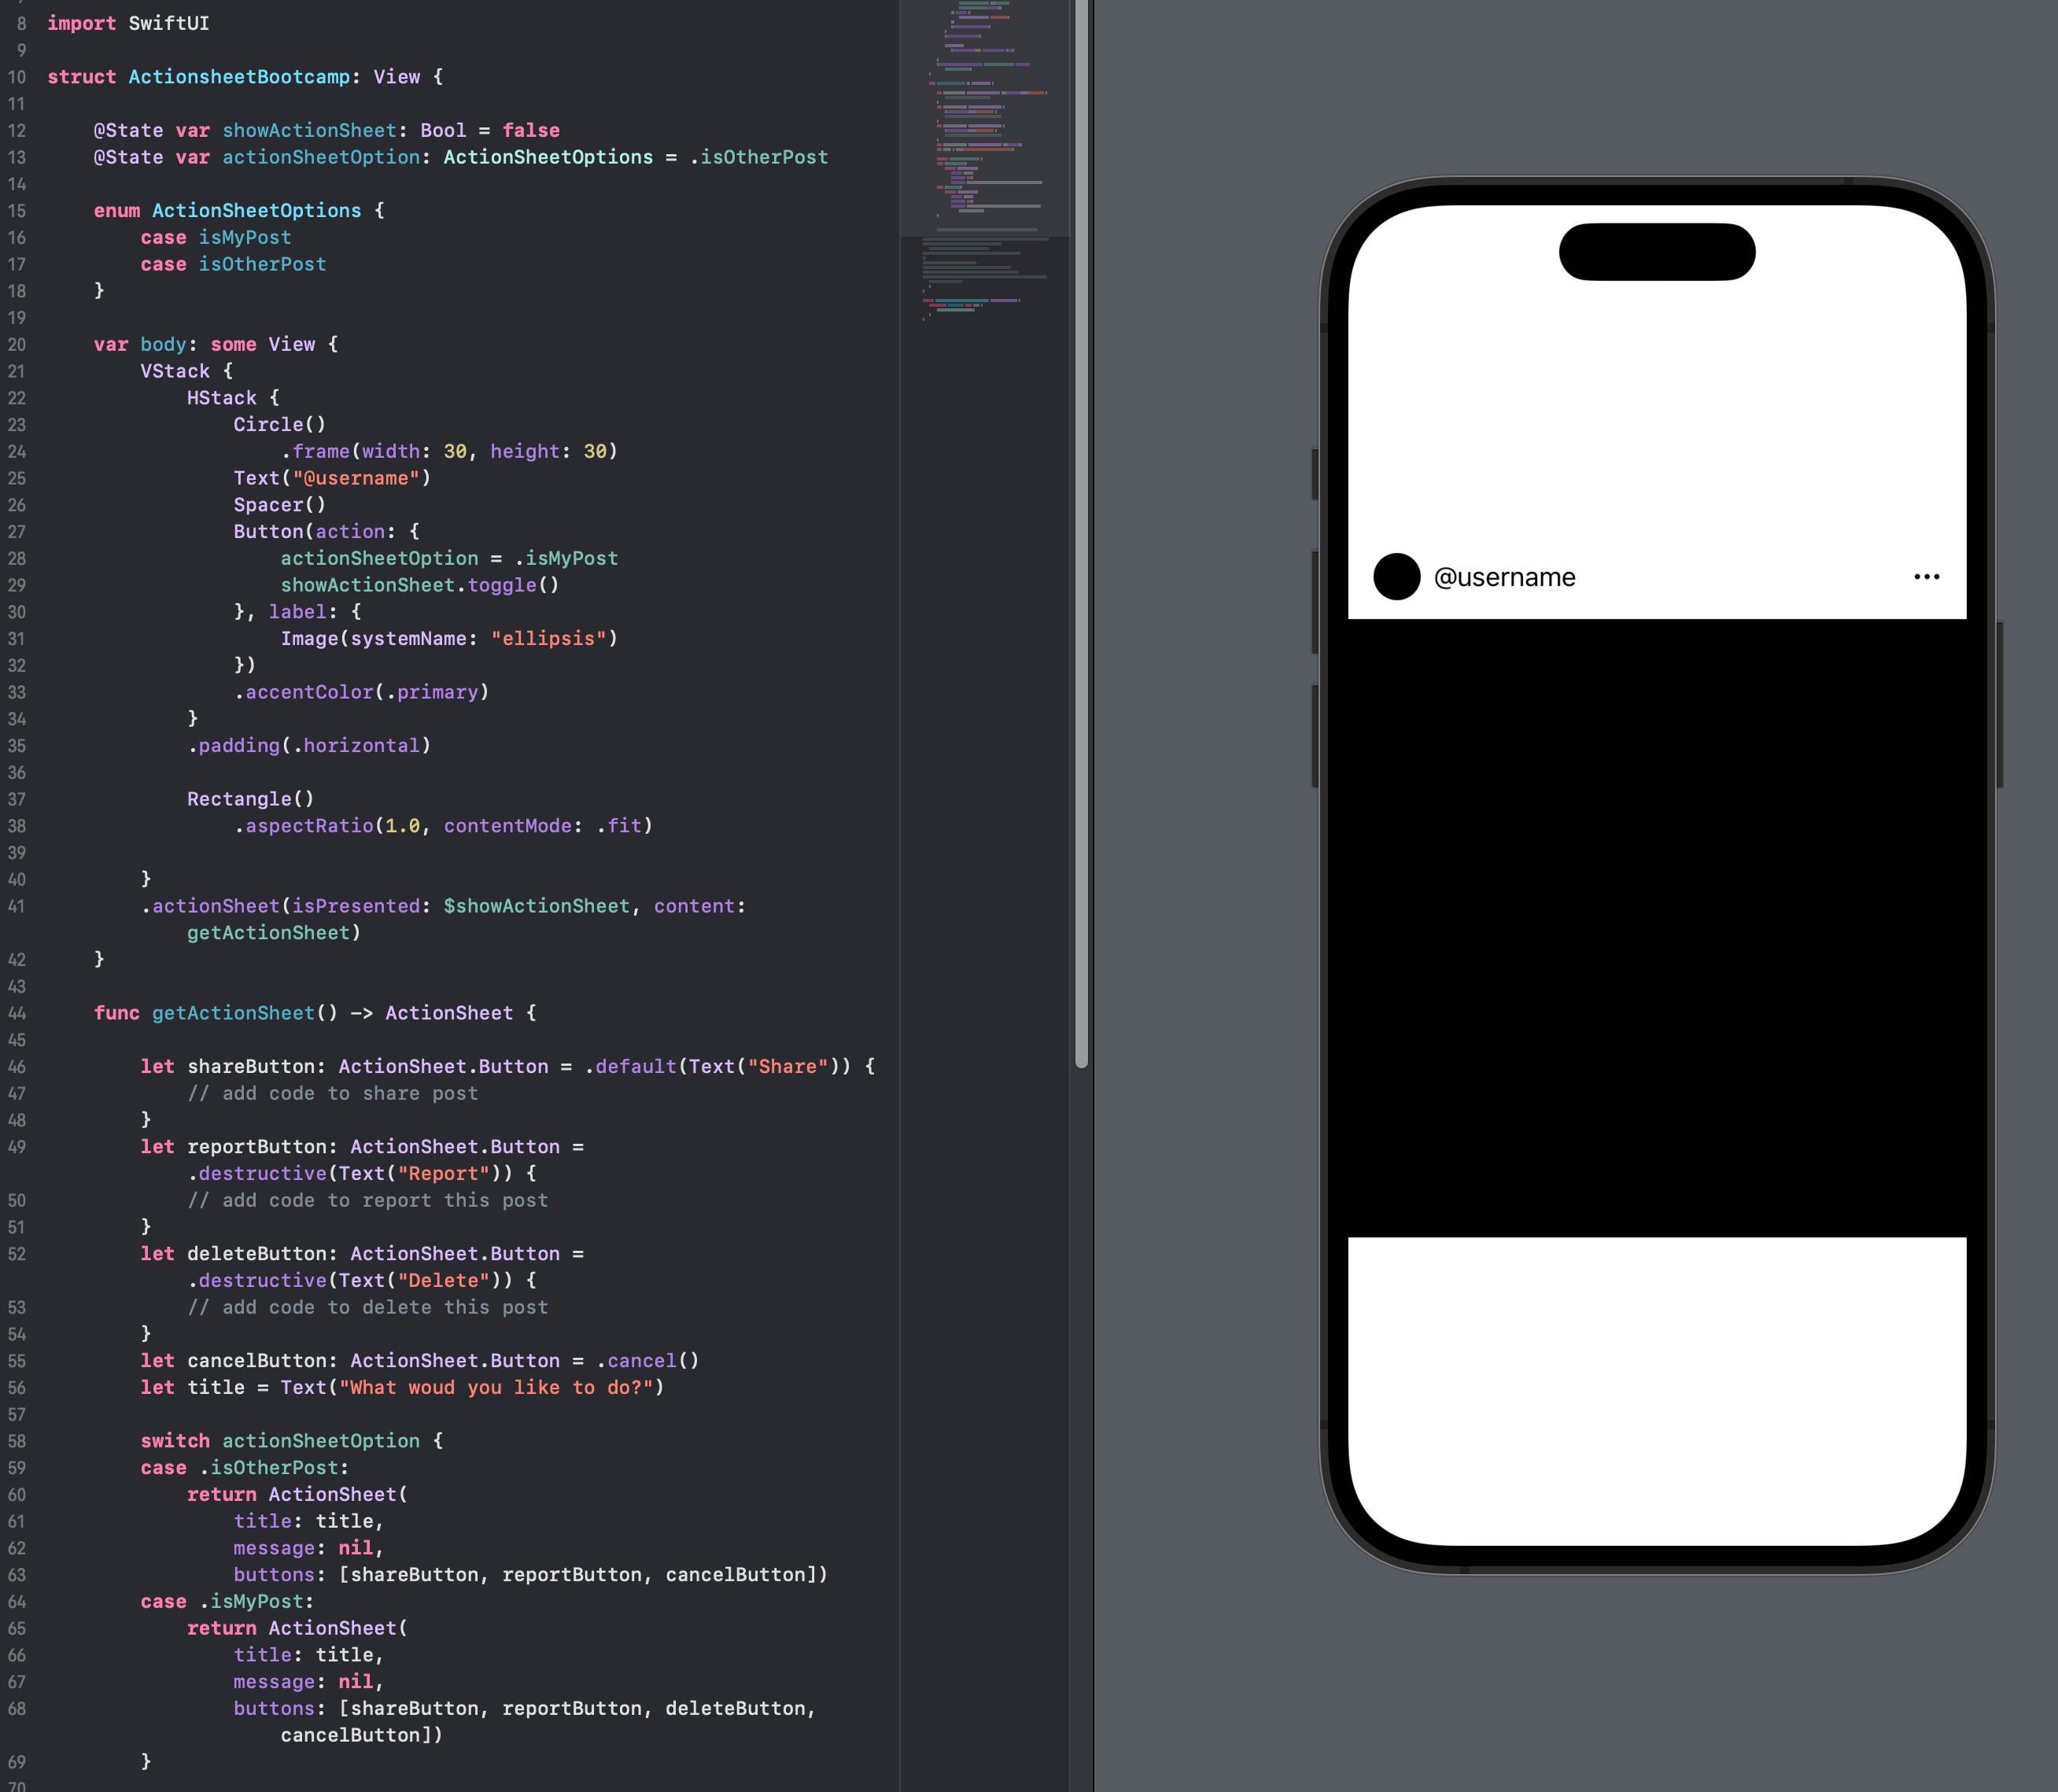 8 import SwiftUI
9
10 struct ActionsheetBootcamp: View {
11
12     @State var showActionSheet: Bool = false
13     @State var actionSheetOption: ActionSheetOptions = .isOtherPost
14
15     enum ActionSheetOptions {
16         case isMyPost
17         case isOtherPost
18     }
19
20     var body: some View {
21         VStack {
22             HStack {
23                 Circle()
24                     .frame(width: 30, height: 30)
25                 Text("@username")
26                 Spacer()
27                 Button(action: {
28                     actionSheetOption = .isMyPost
29                     showActionSheet.toggle()
30                 }, label: {
31                     Image(systemName: "ellipsis")
32                 })
33                 .accentColor(.primary)
34             }
35             .padding(.horizontal)
36
37             Rectangle()
38                 .aspectRatio(1.0, contentMode: .fit)
39
40         }
41         .actionSheet(isPresented: $showActionSheet, content:
            getActionSheet)
42     }
43
44     func getActionSheet() -> ActionSheet {
45
46         let shareButton: ActionSheet.Button = .default(Text("Share")) {
47             // add code to share post
48         }
49         let reportButton: ActionSheet.Button =
            .destructive(Text("Report")) {
50             // add code to report this post
51         }
52         let deleteButton: ActionSheet.Button =
            .destructive(Text("Delete")) {
53             // add code to delete this post
54         }
55         let cancelButton: ActionSheet.Button = .cancel()
56         let title = Text("What woud you like to do?")
57
58         switch actionSheetOption {
59         case .isOtherPost:
60             return ActionSheet(
61                 title: title,
62                 message: nil,
63                 buttons: [shareButton, reportButton, cancelButton])
64         case .isMyPost:
65             return ActionSheet(
66                 title: title,
67                 message: nil,
68                 buttons: [shareButton, reportButton, deleteButton,
                    cancelButton])
69         }
70
@username